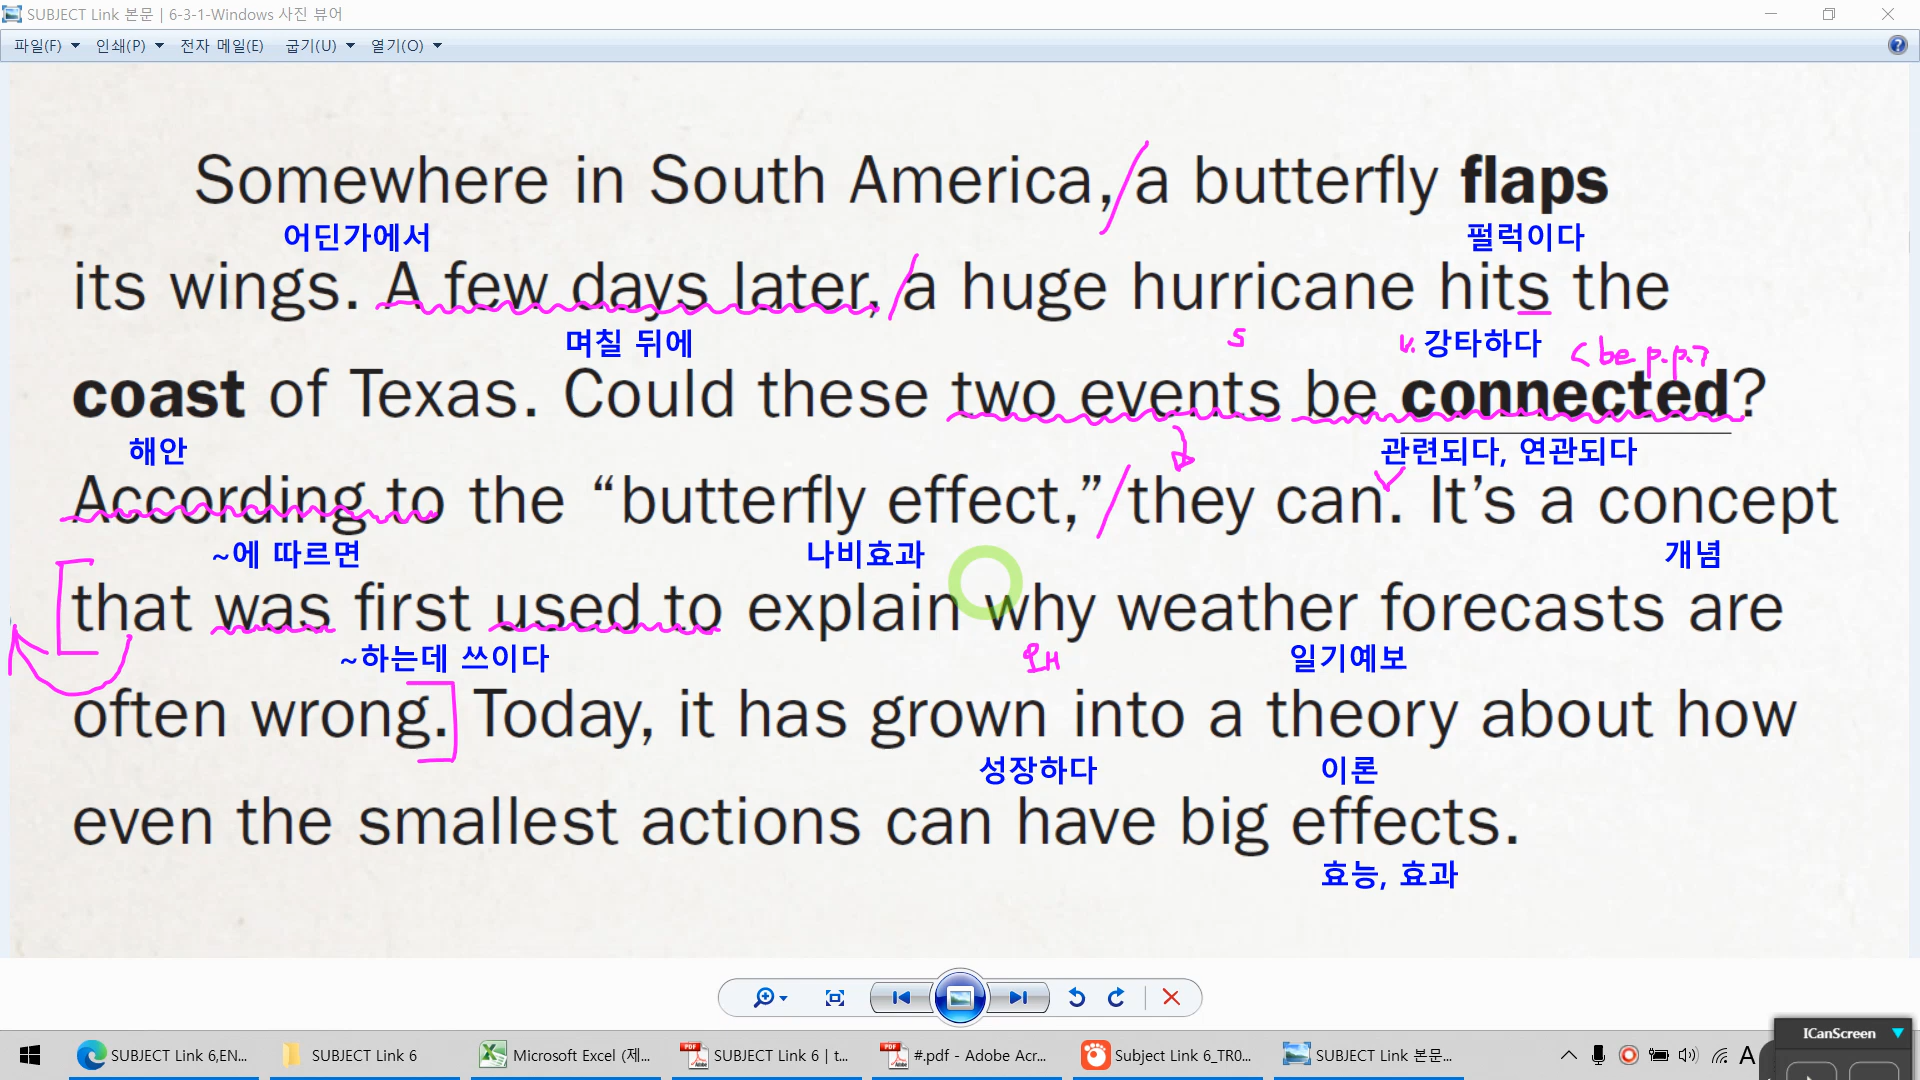 SUBJECT Link 본문 | 6-3-1-Windows 사진 뷰어
파일(F) 인쇄(P) 전자 메일(E) 굽기(U) 열기(O)
Somewhere in South America, a butterfly flaps
어딘가에서 펄럭이다
its wings. A few days later, a huge hurricane hits the
며칠 뒤에 s v. 강타하다 <be p.p.>
coast of Texas. Could these two events be connected?
해안 관련되다, 연관되다
According to the “butterfly effect,” they can. It’s a concept
~에 따르면 나비효과 개념
that was first used to explain why weather forecasts are
~하는데 쓰이다 왜 일기예보
often wrong. Today, it has grown into a theory about how
성장하다 이론
even the smallest actions can have big effects.
효능, 효과
ICanScreen
SUBJECT Link 6,EN... SUBJECT Link 6 Microsoft Excel (제... SUBJECT Link 6 | t... #.pdf - Adobe Acr... Subject Link 6_TR0... SUBJECT Link 본문... A